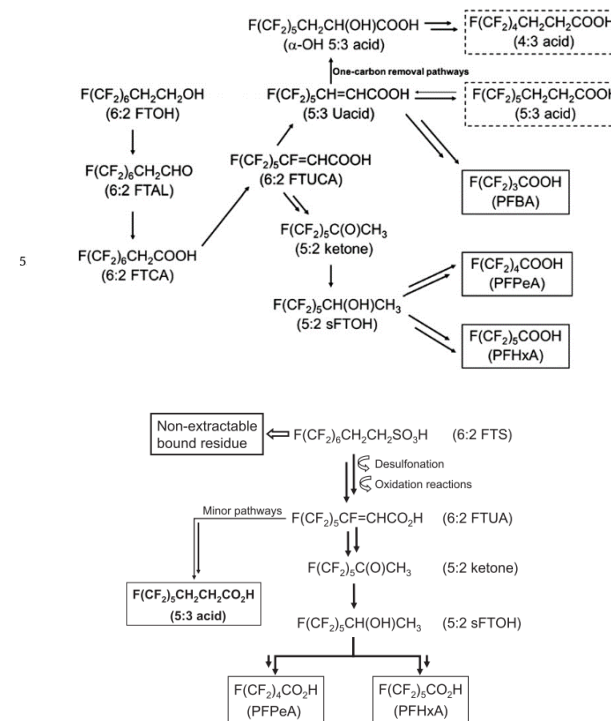 F(CF₂)₅CH₂CH(OH)COOH
(α-OH 5:3 acid)
F(CF₂)₄CH₂CH₂COOH
(4:3 acid)
One-carbon removal pathways
F(CF₂)₆CH₂CH₂OH
(6:2 FTOH)
F(CF₂)₅CH=CHCOOH
(5:3 Uacid)
F(CF₂)₅CH₂CH₂COOH
(5:3 acid)
F(CF₂)₆CH₂CHO
(6:2 FTAL)
F(CF₂)₅CF=CHCOOH
(6:2 FTUCA)
F(CF₂)₃COOH
(PFBA)
F(CF₂)₆CH₂COOH
(6:2 FTCA)
F(CF₂)₅C(O)CH₃
(5:2 ketone)
5
F(CF₂)₄COOH
(PFPeA)
F(CF₂)₅CH(OH)CH₃
(5:2 sFTOH)
F(CF₂)₅COOH
(PFHxA)
Non-extractable
bound residue
F(CF₂)₆CH₂CH₂SO₃H (6:2 FTS)
Desulfonation
Oxidation reactions
Minor pathways
F(CF₂)₅CF=CHCO₂H (6:2 FTUA)
F(CF₂)₅C(O)CH₃ (5:2 ketone)
F(CF₂)₅CH₂CH₂CO₂H
(5:3 acid)
F(CF₂)₅CH(OH)CH₃ (5:2 sFTOH)
F(CF₂)₄CO₂H
(PFPeA)
F(CF₂)₅CO₂H
(PFHxA)